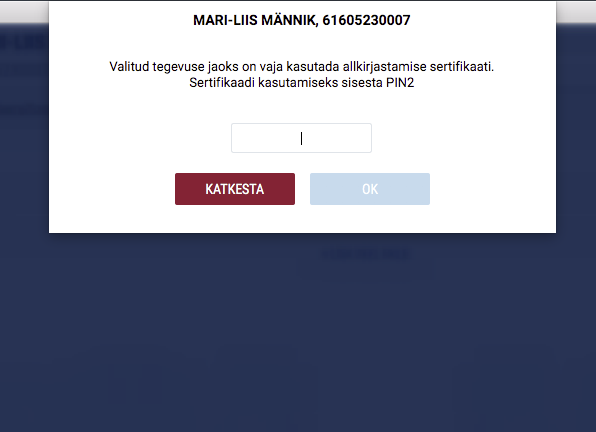 MARI-LIIS MÄNNIK, 61605230007
Valitud tegevuse jaoks on vaja kasutada allkirjastamise sertifikaati.
Sertifikaadi kasutamiseks sisesta PIN2
KATKESTA
OK